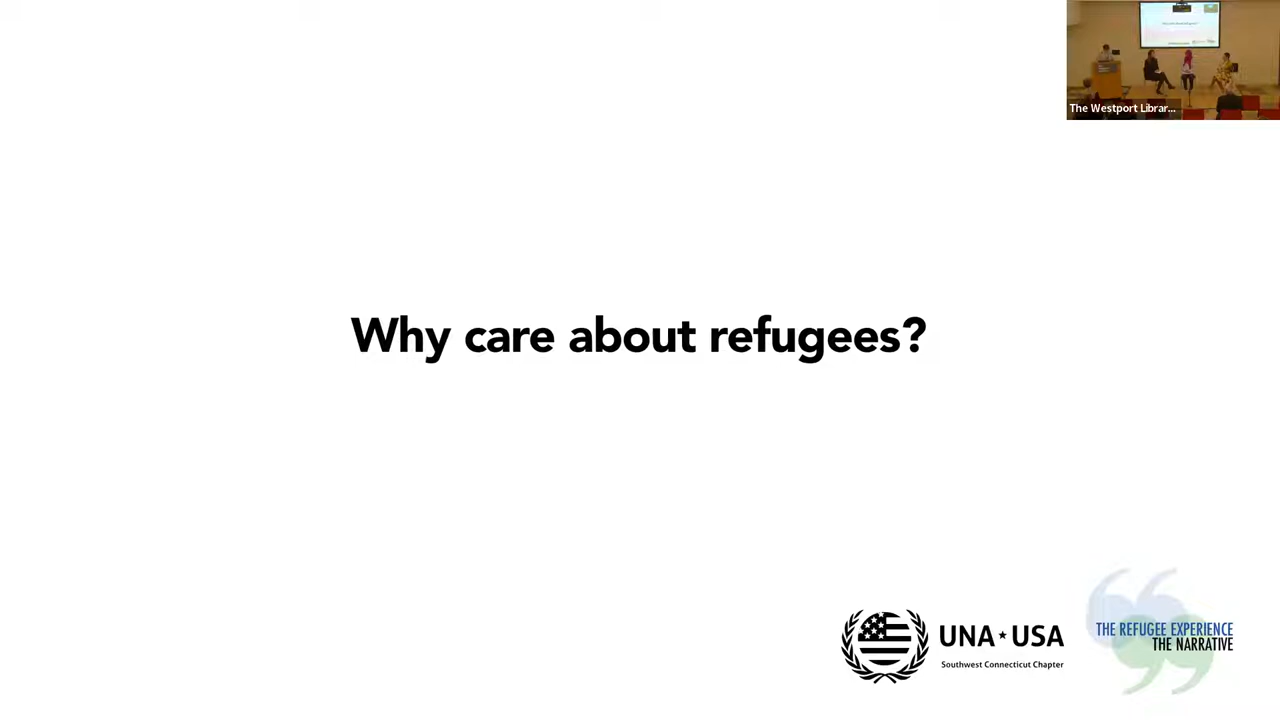 The Westport Librar...
Why care about refugees?
UNA★USA
Southwest Connecticut Chapter
THE REFUGEE EXPERIENCE
THE NARRATIVE